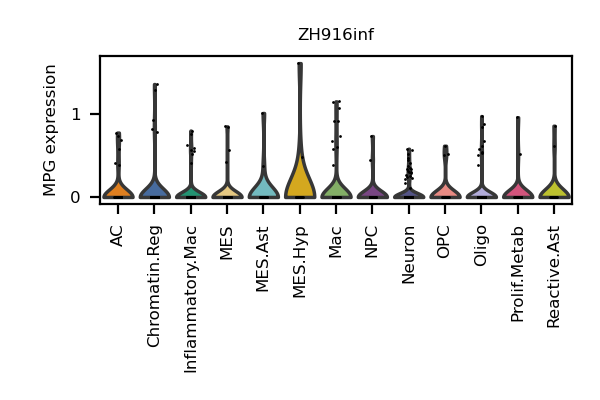 ZH916inf
MPG expression
1
0
AC
Chromatin.Reg
Inflammatory.Mac
MES
MES.Ast
MES.Hyp
Mac
NPC
Neuron
OPC
Oligo
Prolif.Metab
Reactive.Ast